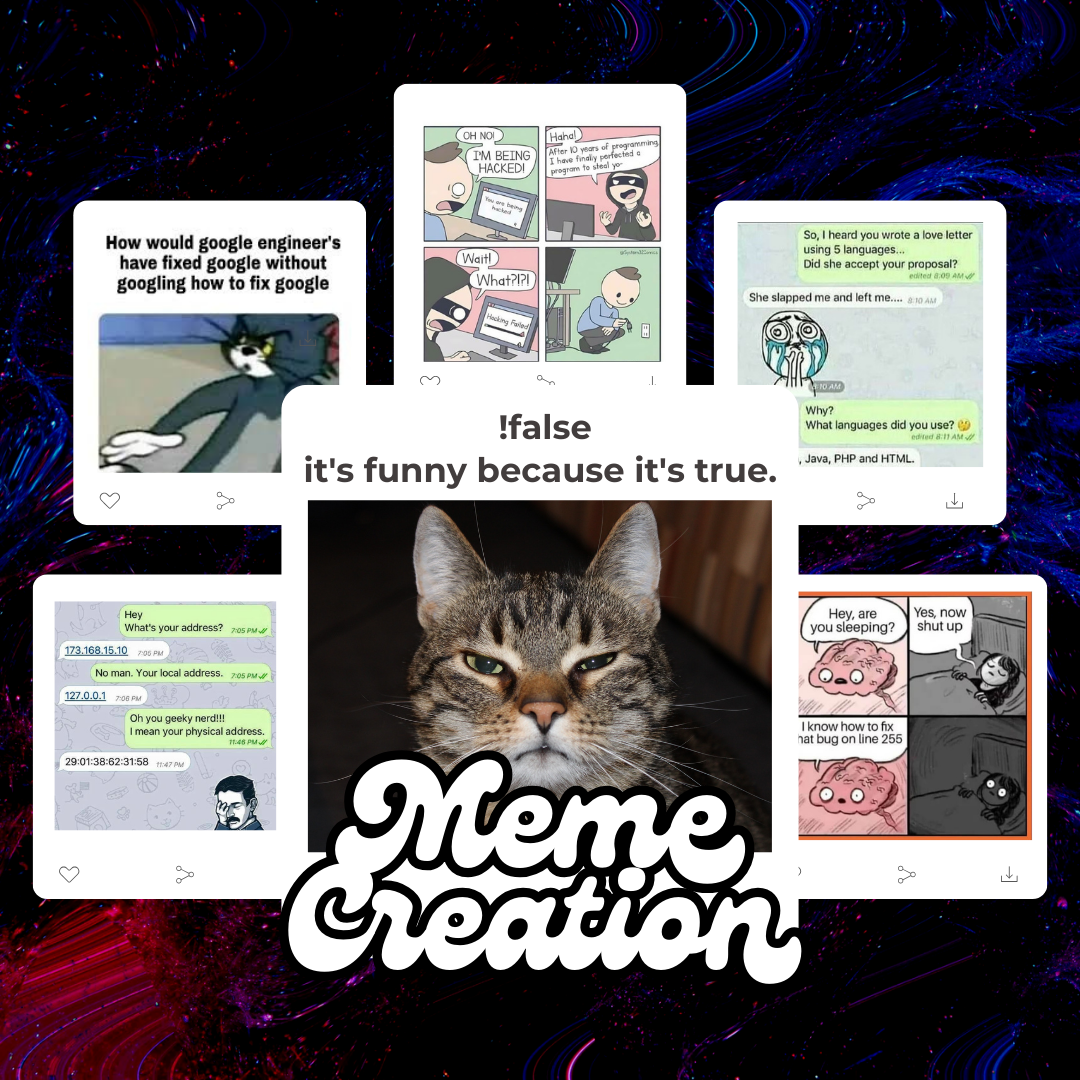 OH NO!
I'M BEING
HACKED!
You are being
hacked
Haha!
After 10 years of programming,
I have finally perfected a
program to steal yo-
Wait!
What?!?!
Hacking Failed
How would google engineer's
have fixed google without
googling how to fix google
So, I heard you wrote a love letter
using 5 languages...
Did she accept your proposal?
edited 8:09 AM
She slapped me and left me.... 8:10 AM
8:10 AM
Why?
What languages did you use? 🤔
edited 8:11 AM
, Java, PHP and HTML.
!false
it's funny because it's true.
Hey
What's your address? 7:05 PM
173.168.15.10 7:05 PM
No man. Your local address. 7:05 PM
127.0.0.1 7:06 PM
Oh you geeky nerd!!!
I mean your physical address.
11:46 PM
29:01:38:62:31:58 11:47 PM
Hey, are
you sleeping?
Yes, now
shut up
I know how to fix
hat bug on line 255
Meme
Creation